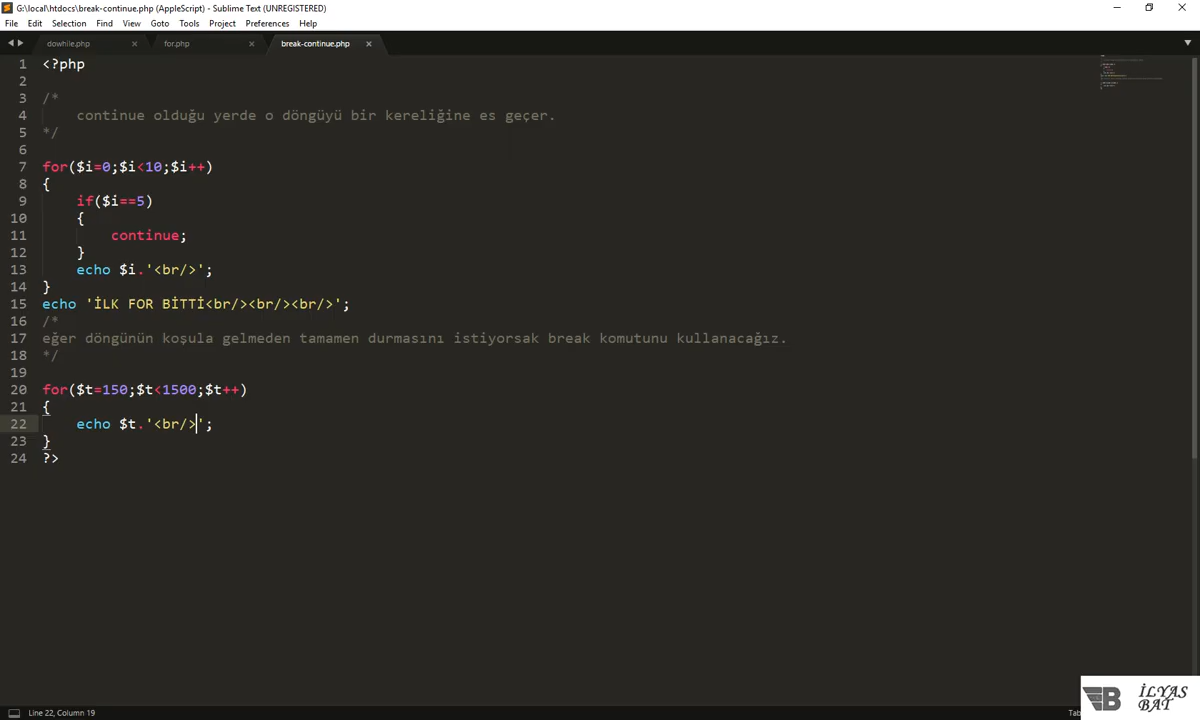 G:\local\htdocs\break-continue.php (AppleScript) - Sublime Text (UNREGISTERED)
File Edit Selection Find View Goto Tools Project Preferences Help
dowhile.php for.php break-continue.php
1 <?php
2
3 /*
4 continue olduğu yerde o döngüyü bir kereliğine es geçer.
5 */
6
7 for($i=0;$i<10;$i++)
8 {
9 if($i==5)
10 {
11 continue;
12 }
13 echo $i.'<br/>';
14 }
15 echo 'İLK FOR BİTTİ<br/><br/><br/>';
16 /*
17 eğer döngünün koşula gelmeden tamamen durmasını istiyorsak break komutunu kullanacağız.
18 */
19
20 for($t=150;$t<1500;$t++)
21 {
22 echo $t.'<br/>';
23 }
24 ?>
Line 22, Column 19
İLYAS
BAT